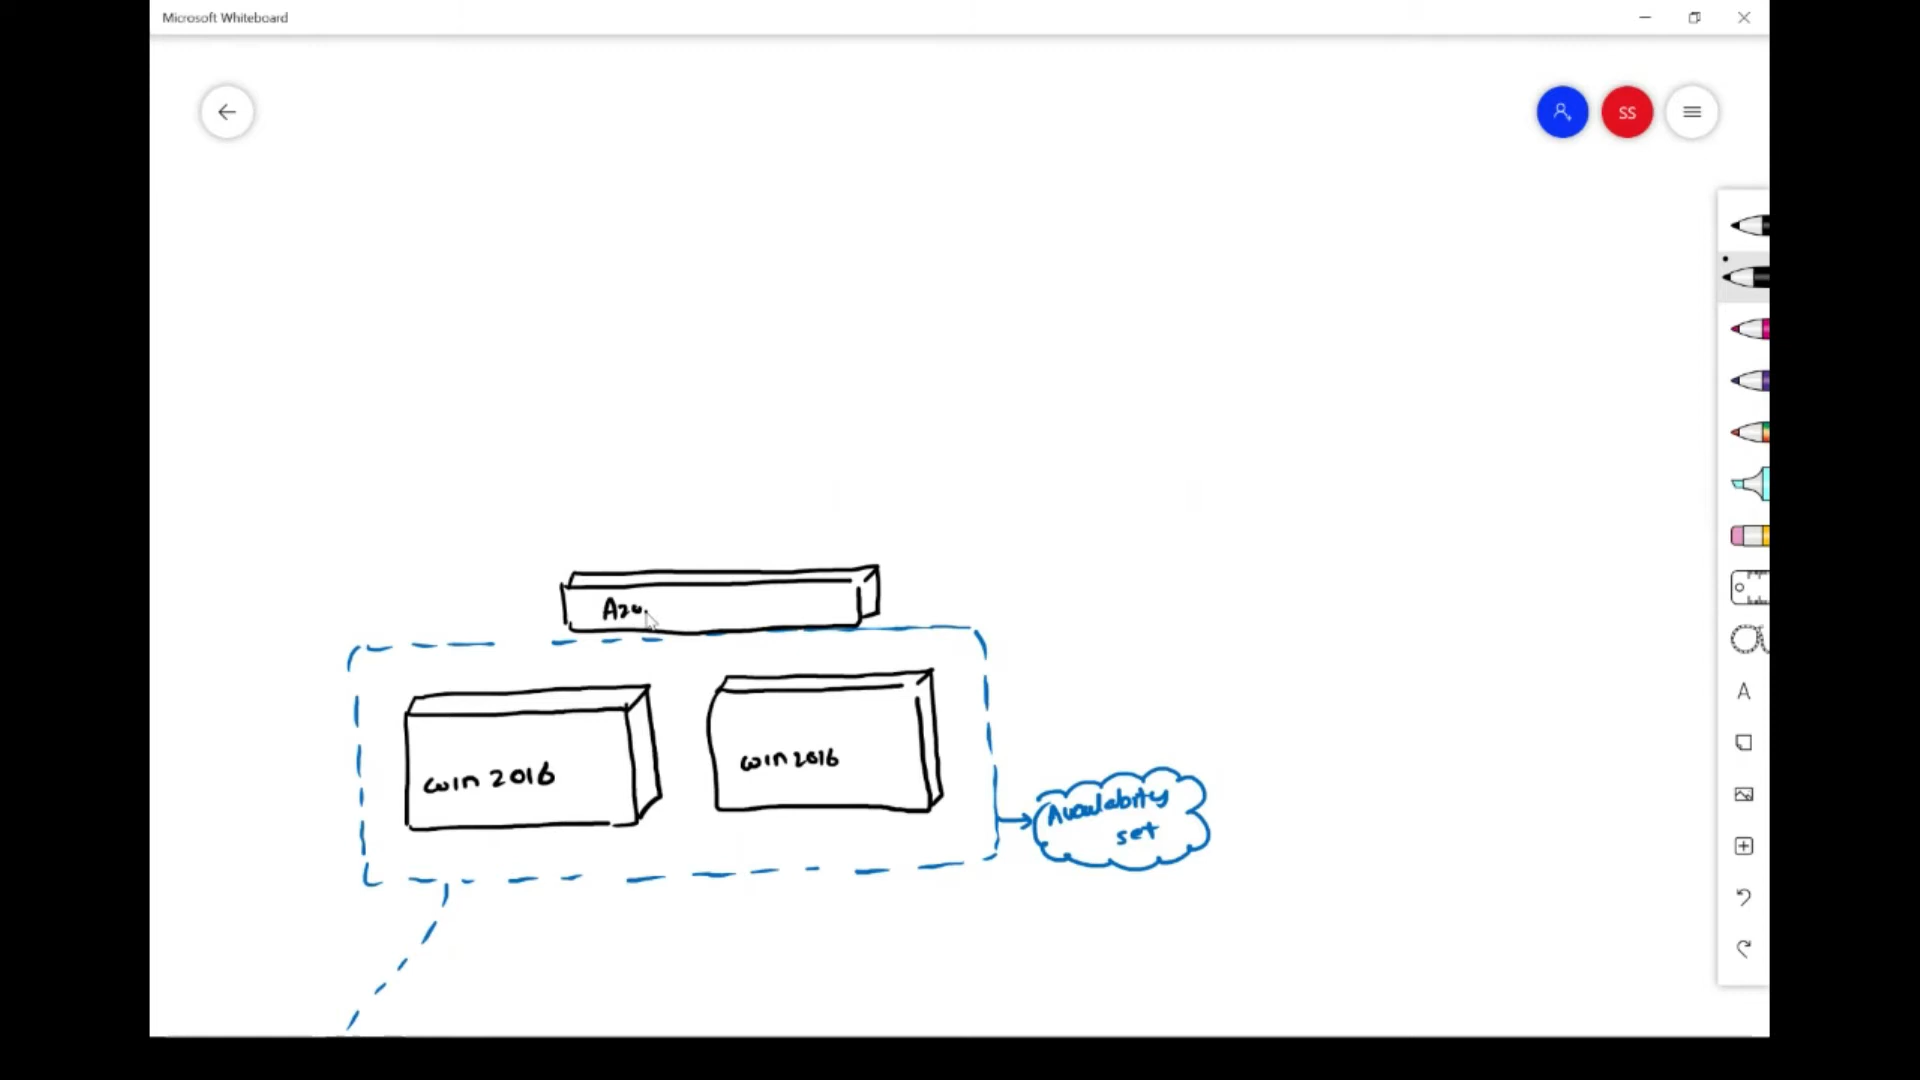 Microsoft Whiteboard
SS
Azu
win 2016
win 2016
Availabity
set
A